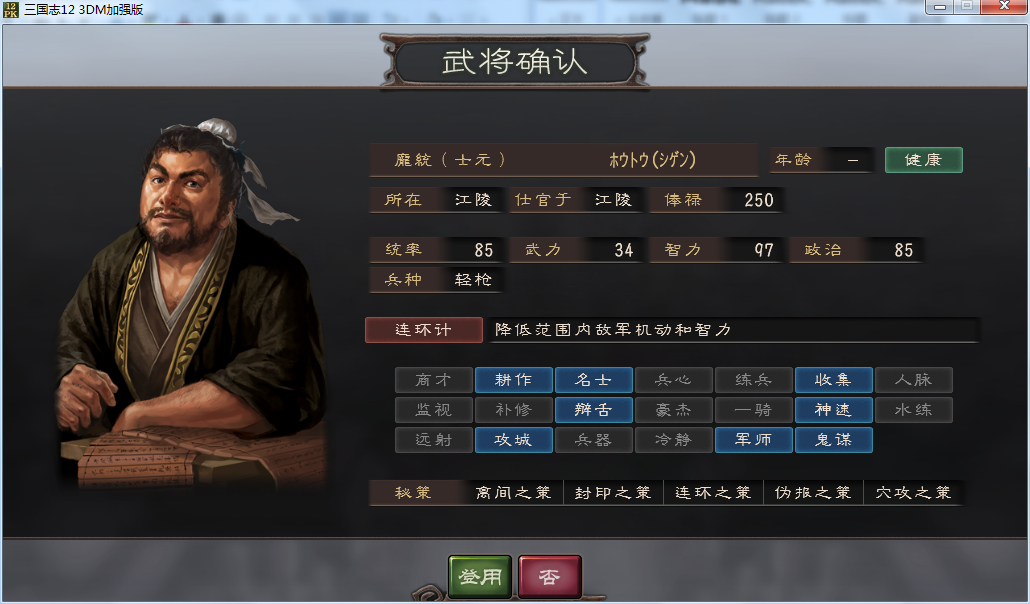 12 PK 三国志12 3DM加强版
武将确认
龐統（士元） ホウトウ(シゲン) 年龄 － 健康
所在 江陵 仕官于 江陵 俸禄 250
统率 85 武力 34 智力 97 政治 85
兵种 轻枪
连环计 降低范围内敌军机动和智力
商才 耕作 名士 兵心 练兵 收集 人脉
监视 补修 辩舌 豪杰 一骑 神速 水练
远射 攻城 兵器 冷静 军师 鬼谋
秘策 离间之策 封印之策 连环之策 伪报之策 穴攻之策
登用 否